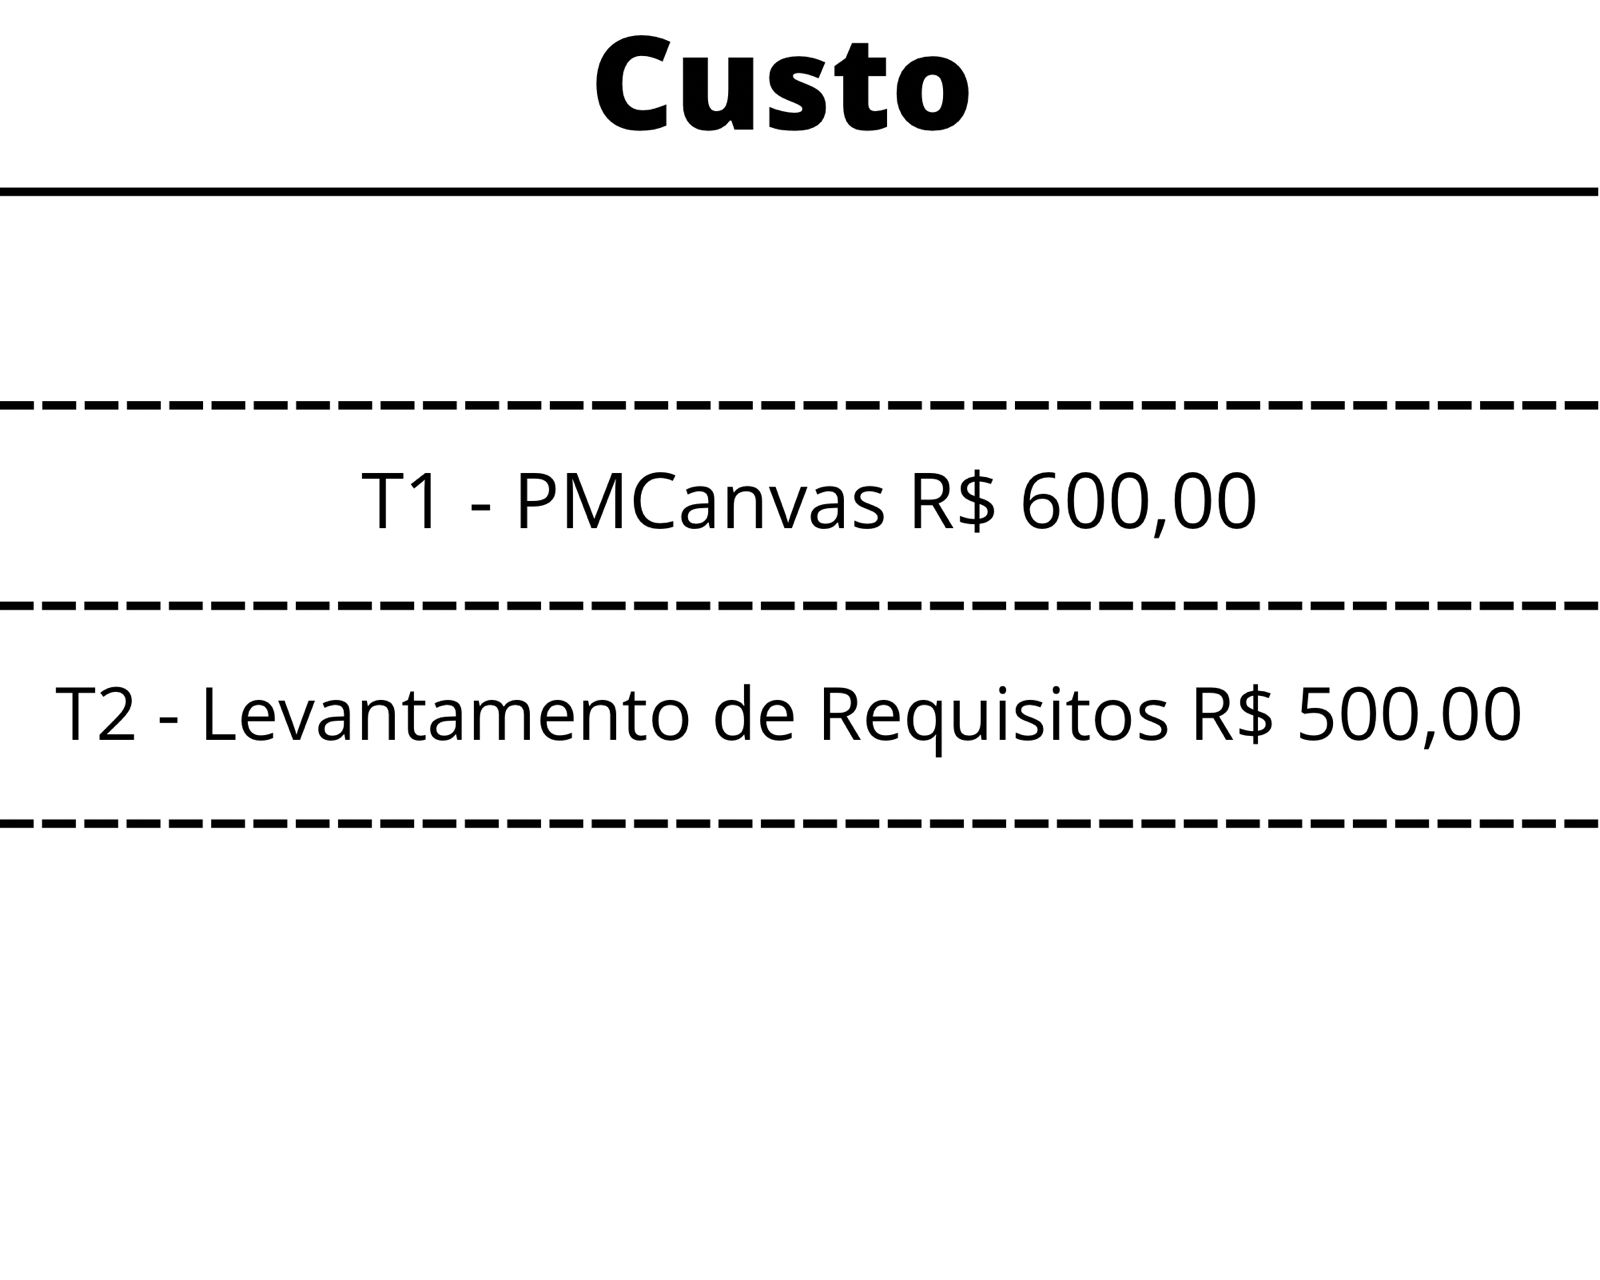 Custo
T1 - PMCanvas R$ 600,00
T2 - Levantamento de Requisitos R$ 500,00